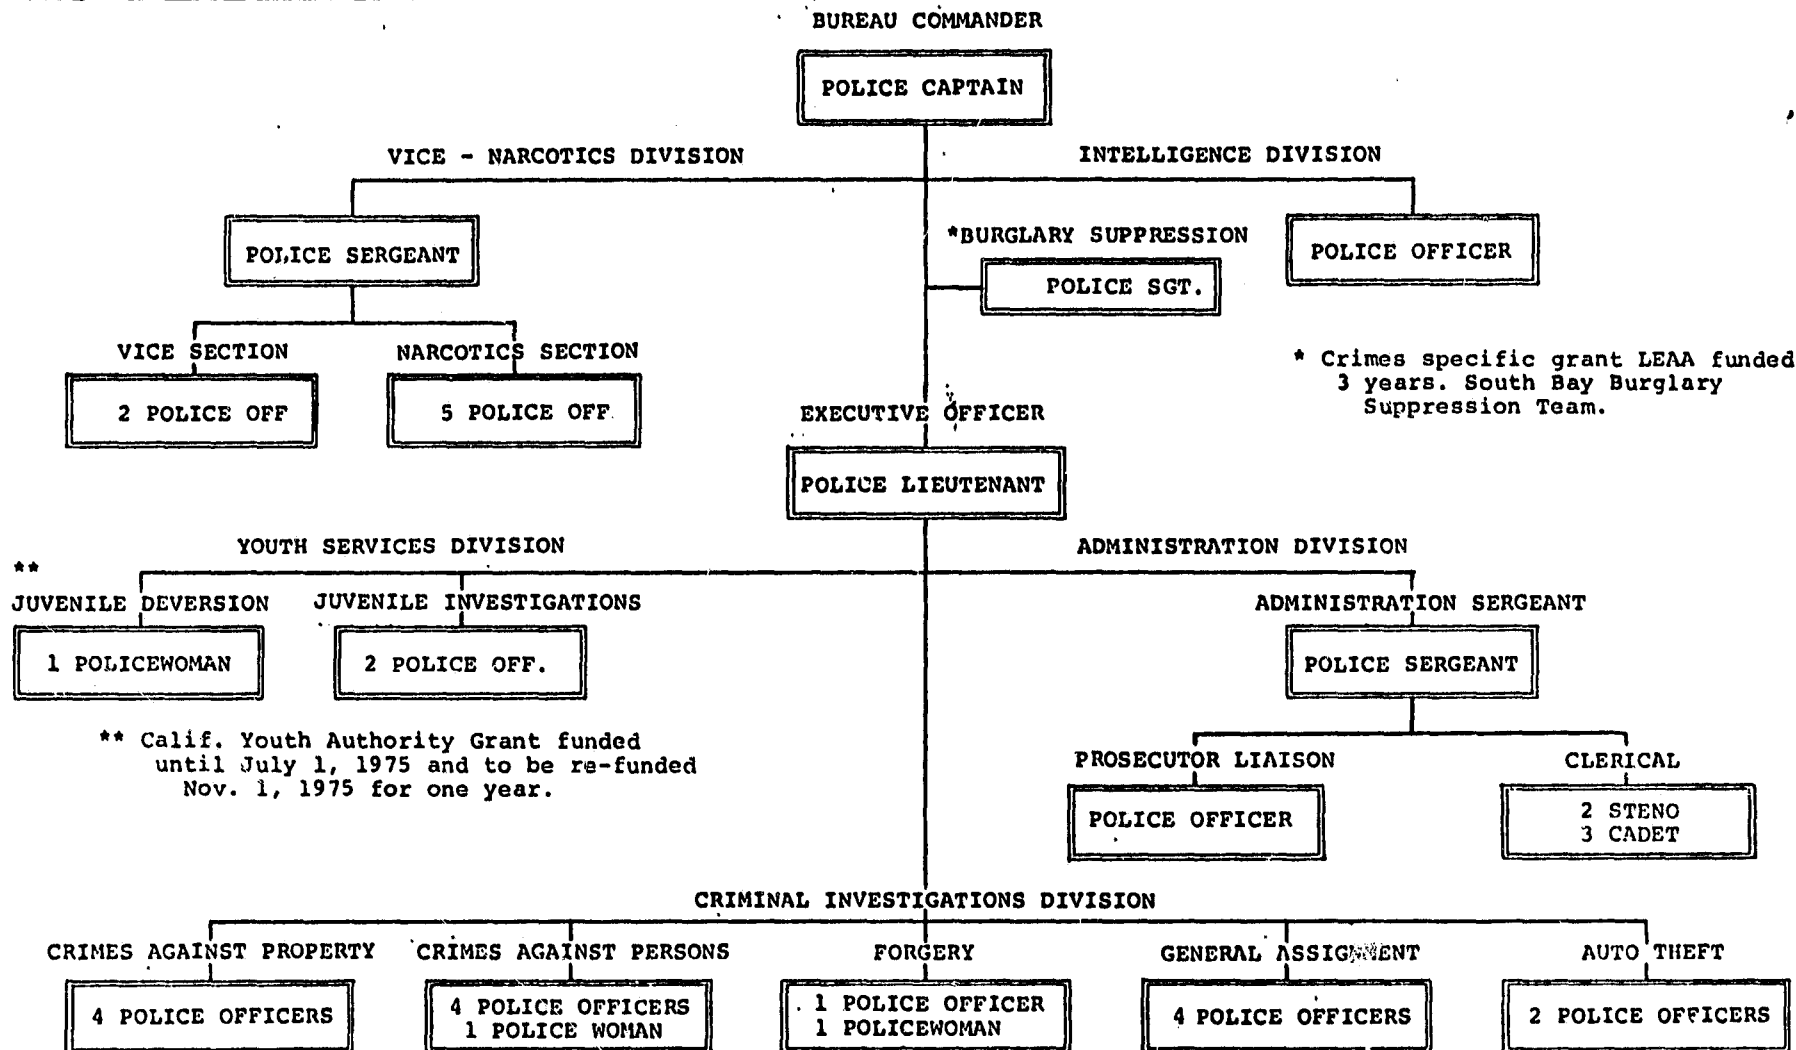 BUREAU COMMANDER
POLICE CAPTAIN
VICE - NARCOTICS DIVISION
INTELLIGENCE DIVISION
POLICE SERGEANT
*BURGLARY SUPPRESSION
POLICE SGT.
POLICE OFFICER
VICE SECTION
NARCOTICS SECTION
2 POLICE OFF
5 POLICE OFF.
* Crimes specific grant LEAA funded
3 years. South Bay Burglary
Suppression Team.
EXECUTIVE OFFICER
POLICE LIEUTENANT
YOUTH SERVICES DIVISION
ADMINISTRATION DIVISION
**
JUVENILE DEVERSION
JUVENILE INVESTIGATIONS
1 POLICEWOMAN
2 POLICE OFF.
ADMINISTRATION SERGEANT
POLICE SERGEANT
** Calif. Youth Authority Grant funded
until July 1, 1975 and to be re-funded
Nov. 1, 1975 for one year.
PROSECUTOR LIAISON
CLERICAL
POLICE OFFICER
2 STENO
3 CADET
CRIMINAL INVESTIGATIONS DIVISION
CRIMES AGAINST PROPERTY
CRIMES AGAINST PERSONS
FORGERY
GENERAL ASSIGNMENT
AUTO THEFT
4 POLICE OFFICERS
4 POLICE OFFICERS
1 POLICE WOMAN
1 POLICE OFFICER
1 POLICEWOMAN
4 POLICE OFFICERS
2 POLICE OFFICERS